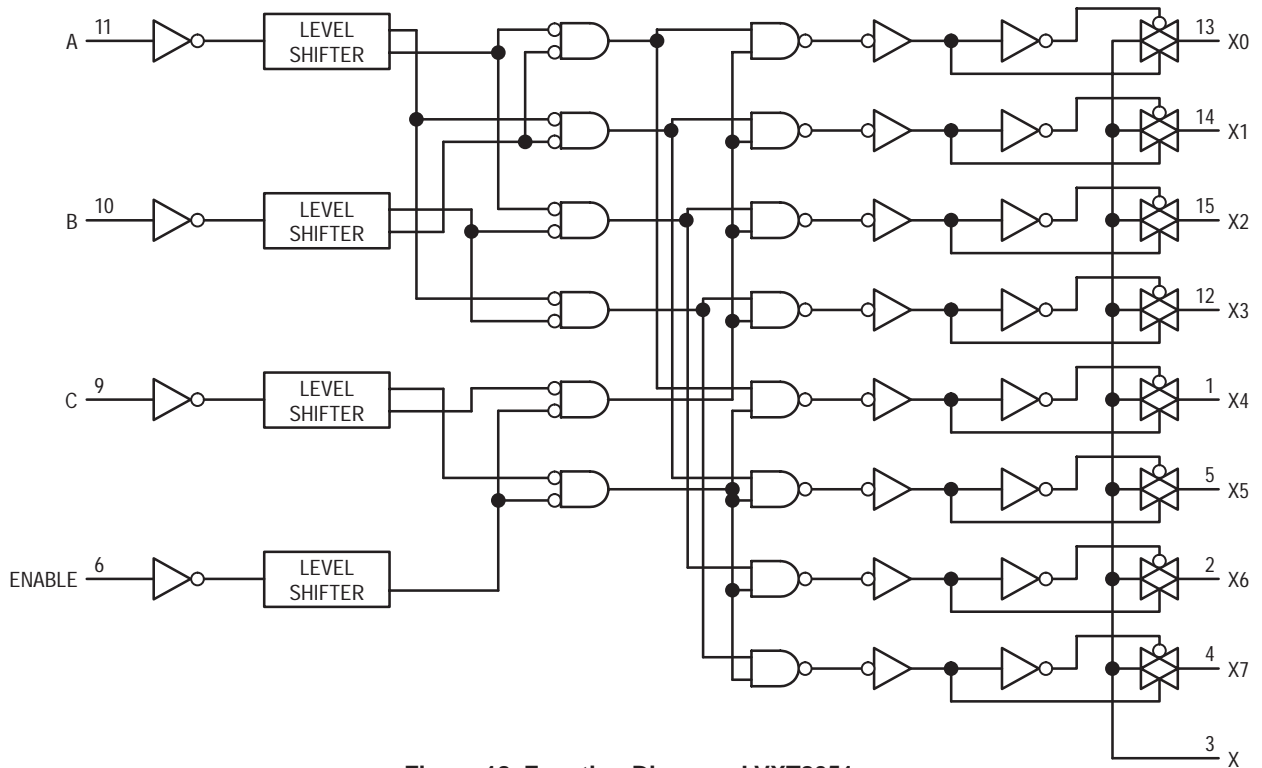 A 11 LEVEL SHIFTER 13 X0
14 X1
B 10 LEVEL SHIFTER 15 X2
12 X3
C 9 LEVEL SHIFTER 1 X4
5 X5
ENABLE 6 LEVEL SHIFTER 2 X6
4 X7
3 X